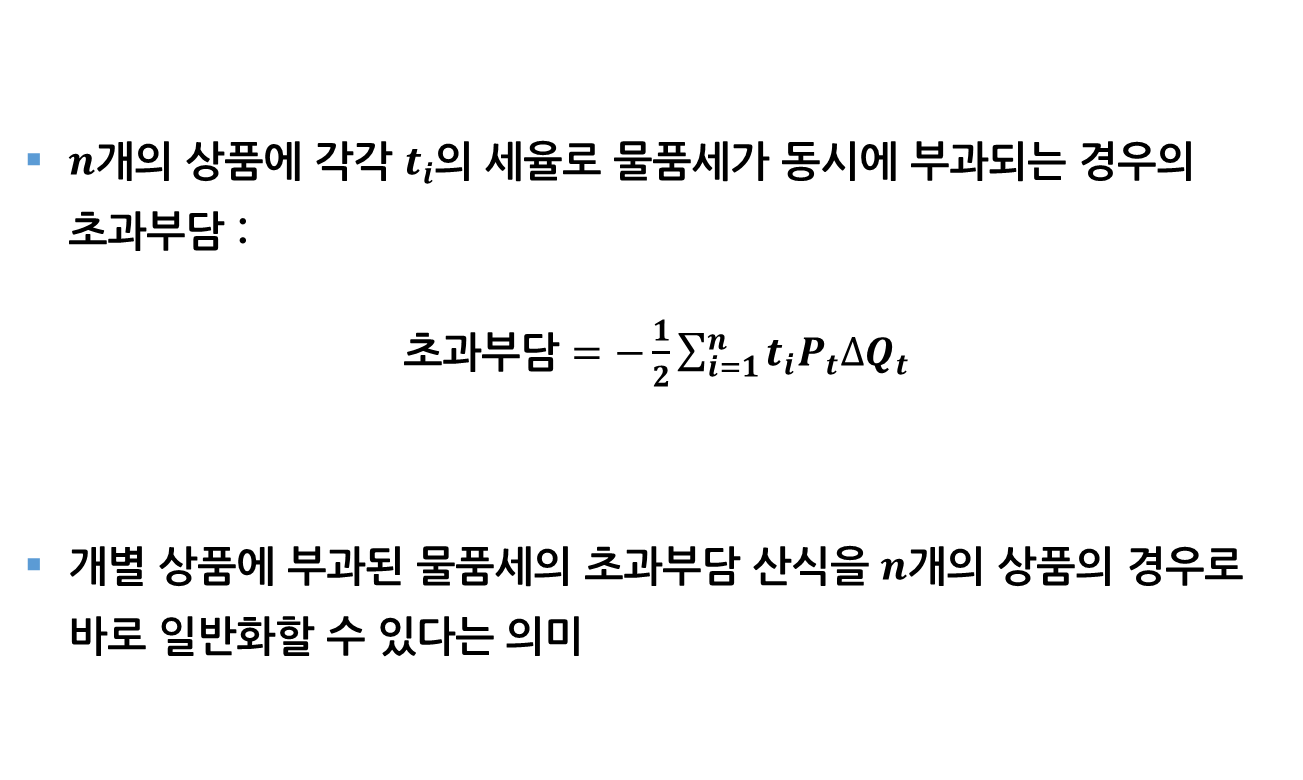 ▪ 𝒏개의 상품에 각각 𝒕ᵢ의 세율로 물품세가 동시에 부과되는 경우의
초과부담 :
초과부담 = −\frac{1}{2}∑_{i=1}^{n} t_i P_t ΔQ_t
▪ 개별 상품에 부과된 물품세의 초과부담 산식을 𝒏개의 상품의 경우로
바로 일반화할 수 있다는 의미